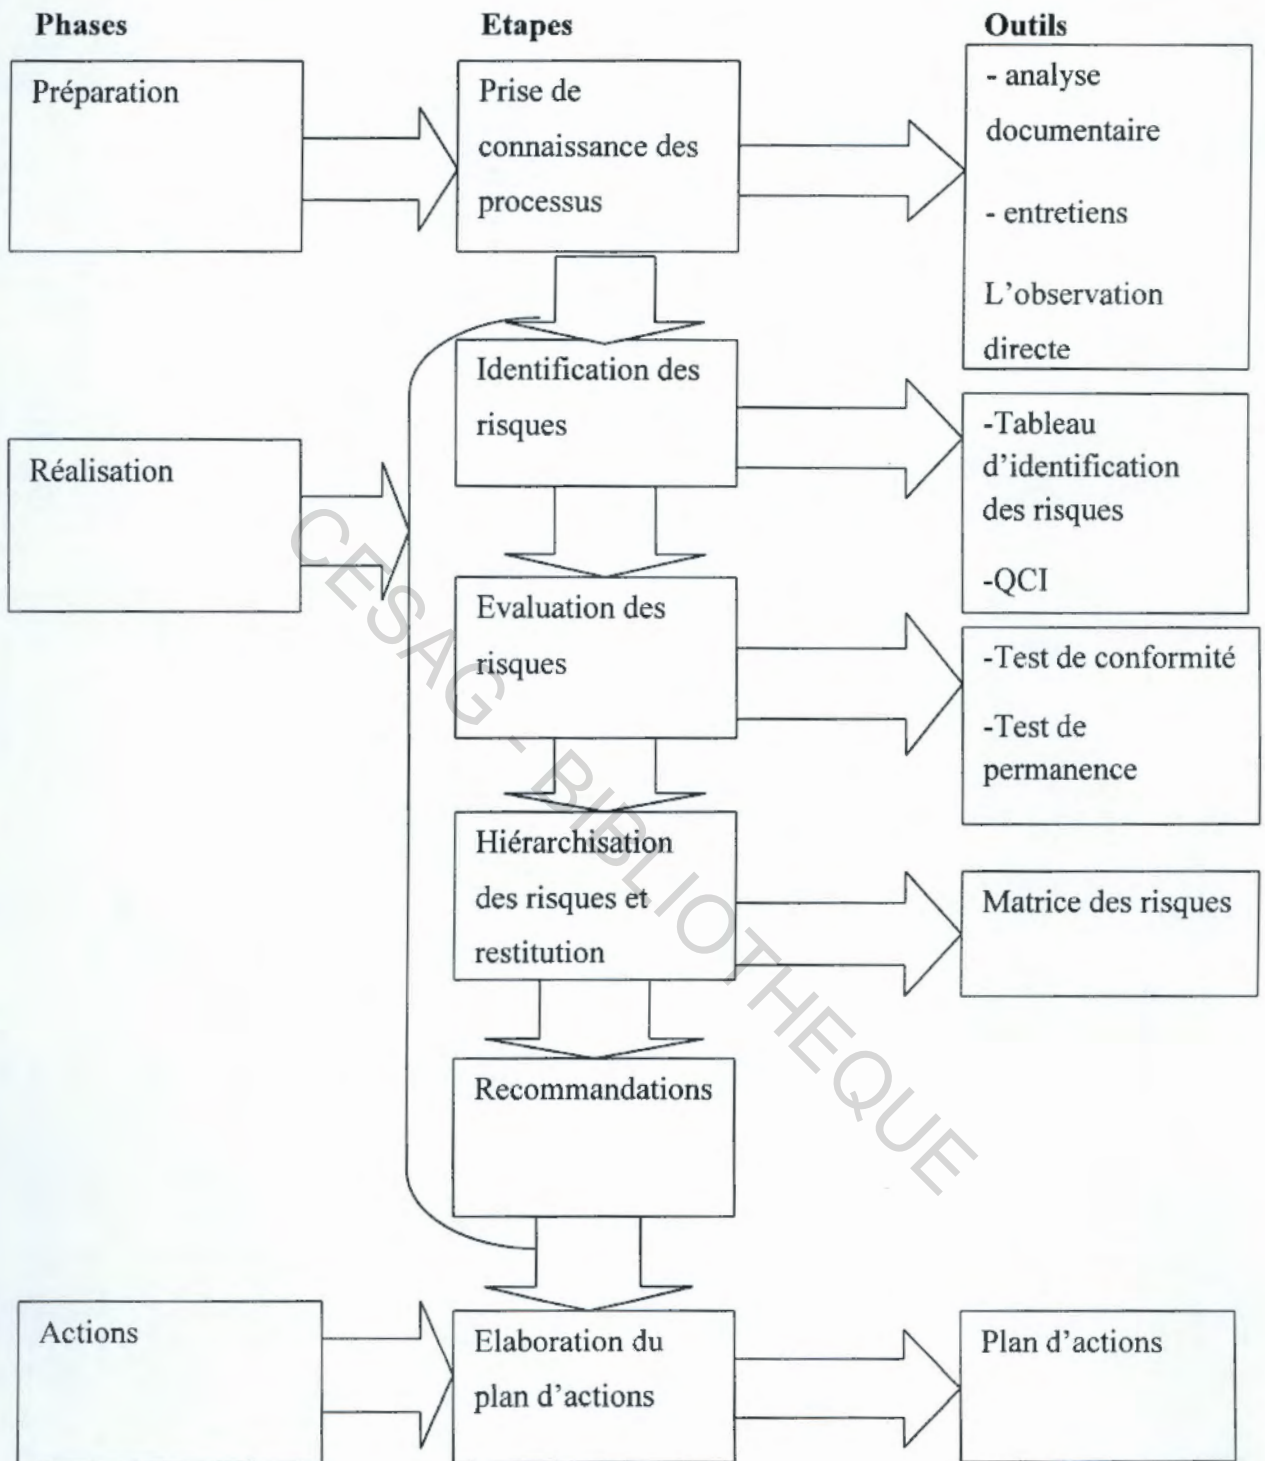 Phases
Etapes
Outils
Préparation
Prise de
connaissance des
processus
- analyse
documentaire
- entretiens
L'observation
directe
Identification des
risques
-Tableau
d'identification
des risques
-QCI
Réalisation
Evaluation des
risques
-Test de conformité
-Test de
permanence
Hiérarchisation
des risques et
restitution
Matrice des risques
Recommandations
Actions
Elaboration du
plan d'actions
Plan d'actions
CESAG - BIBLIOTHEQUE